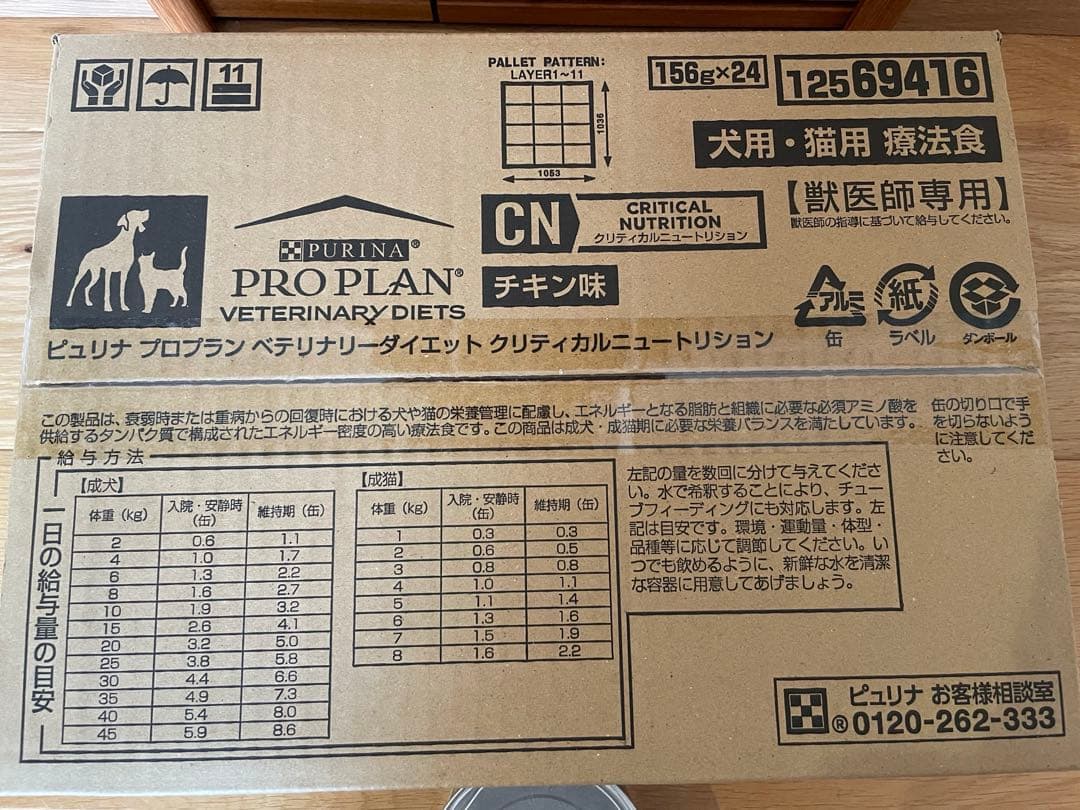 11
PALLET PATTERN:
LAYER1~11
1036
1053
156g×24
12569416
犬用・猫用 療法食
【獣医師専用】
獣医師の指導に基づいて給与してください。
PURINA®
PRO PLAN®
VETERINARY DIETS
CN
CRITICAL
NUTRITION
クリティカルニュートリション
チキン味
アルミ
缶
紙
ラベル
ダンボール
ピュリナ プロプラン ベテリナリーダイエット クリティカルニュートリション
この製品は、衰弱時または重病からの回復時における犬や猫の栄養管理に配慮し、エネルギーとなる脂肪と組織に必要な必須アミノ酸を
供給するタンパク質で構成されたエネルギー密度の高い療法食です。この商品は成犬・成猫期に必要な栄養バランスを満たしています。
缶の切り口で手
を切らないよう
に注意してくだ
さい。
給与方法
一日の給与量の目安
【成犬】
体重（kg） 入院・安静時（缶） 維持期（缶）
2 0.6 1.1
4 1.0 1.7
6 1.3 2.2
8 1.6 2.7
10 1.9 3.2
15 2.6 4.1
20 3.2 5.0
25 3.8 5.8
30 4.4 6.6
35 4.9 7.3
40 5.4 8.0
45 5.9 8.6
【成猫】
体重（kg） 入院・安静時（缶） 維持期（缶）
1 0.3 0.3
2 0.6 0.5
3 0.8 0.8
4 1.0 1.1
5 1.1 1.4
6 1.3 1.6
7 1.5 1.9
8 1.6 2.2
左記の量を数回に分けて与えてくださ
い。水で希釈することにより、チュー
ブフィーディングにも対応します。左
記は目安です。環境・運動量・体型・
品種等に応じて調節してください。い
つでも飲めるように、新鮮な水を清潔
な容器に用意してあげましょう。
ピュリナ お客様相談室
®0120-262-333